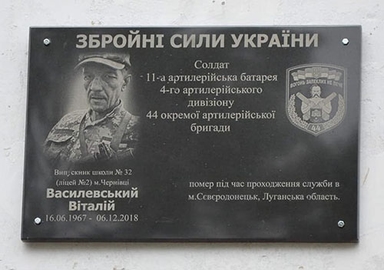 ЗБРОЙНІ СИЛИ УКРАЇНИ
Солдат
11-а артилерійська батарея
4-го артилерійського
дивізіону
44 окремої артилерійської
бригади
44
Випускник школи № 32
(ліцей №2) м.Чернівці
Василевський
Віталій
16.06.1967 - 06.12.2018
помер під час проходження служби в
м.Сєвєродонецьк, Луганська область.